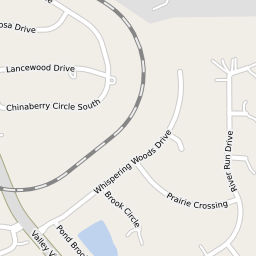 osa Drive
Lancewood Drive
Chinaberry Circle South
Whispering Woods Drive
River Run Drive
Prairie Crossing
Brook Circle
Pond Broo
Valley V